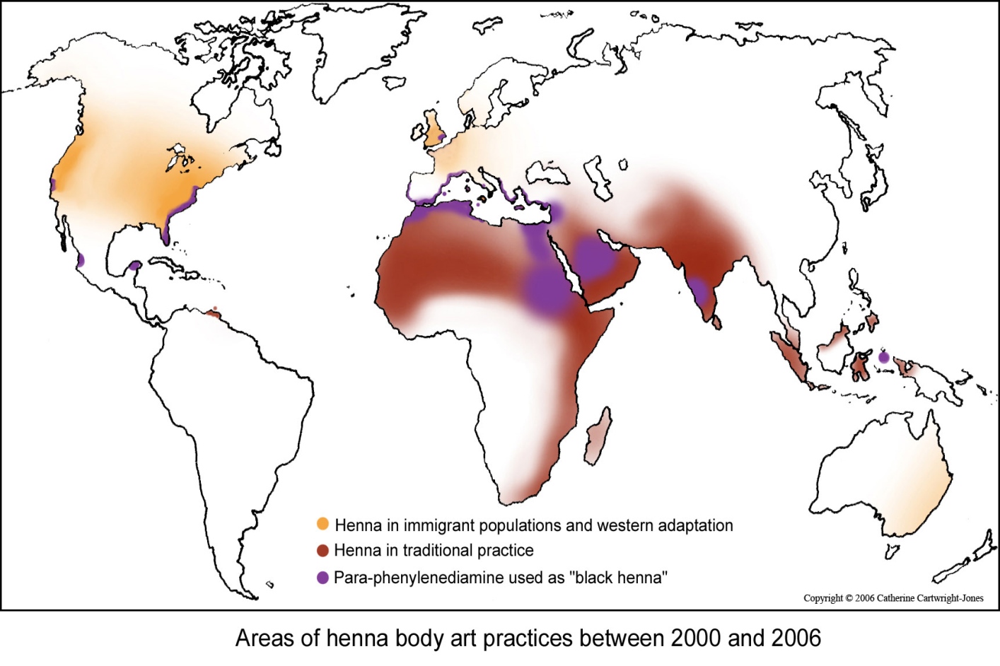 Henna in immigrant populations and western adaptation
Henna in traditional practice
Para-phenylenediamine used as "black henna"
Copyright © 2006 Catherine Cartwright-Jones
Areas of henna body art practices between 2000 and 2006